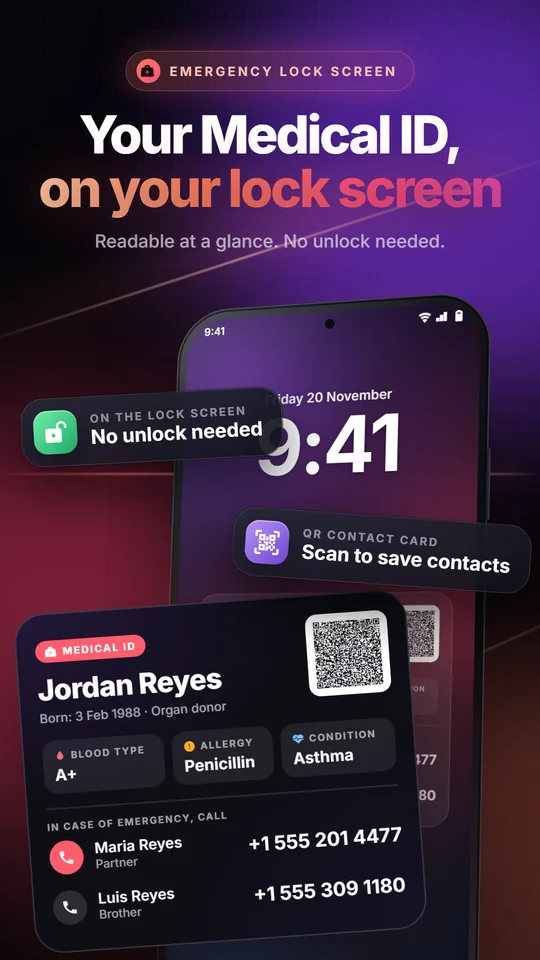 EMERGENCY LOCK SCREEN
Your Medical ID,
on your lock screen
Readable at a glance. No unlock needed.
9:41
Friday 20 November
9:41
ON THE LOCK SCREEN
No unlock needed
QR CONTACT CARD
Scan to save contacts
MEDICAL ID
Jordan Reyes
Born: 3 Feb 1988 · Organ donor
BLOOD TYPE
A+
ALLERGY
Penicillin
CONDITION
Asthma
IN CASE OF EMERGENCY, CALL
Maria Reyes
Partner
+1 555 201 4477
Luis Reyes
Brother
+1 555 309 1180
477
80